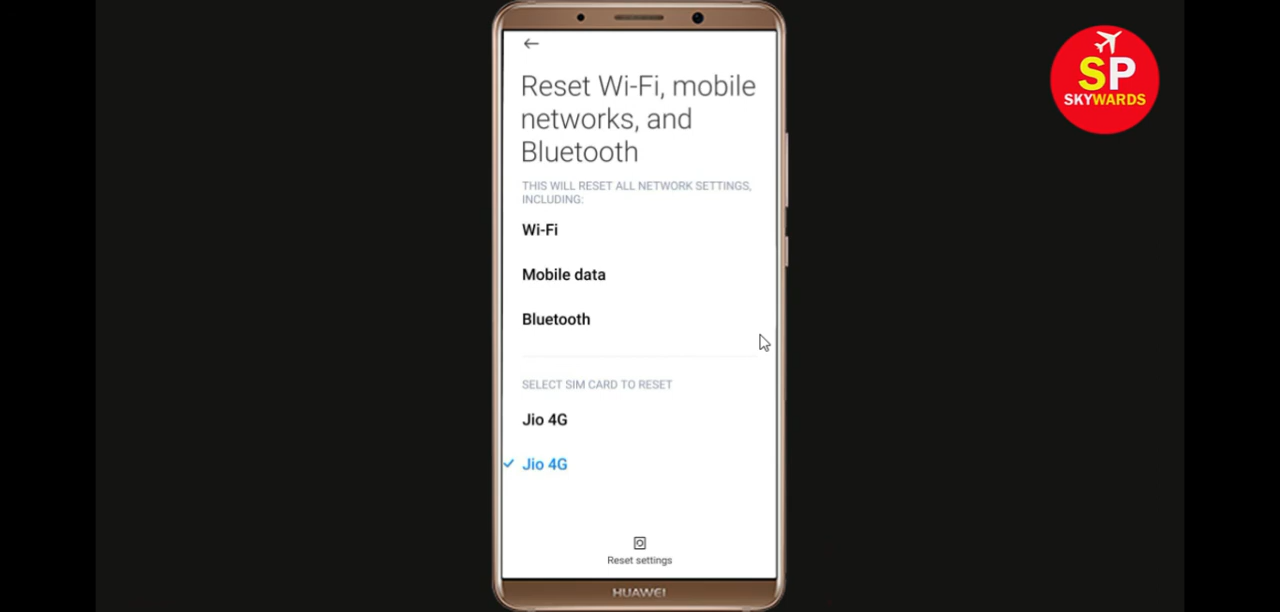 SP
SKYWARDS
Reset Wi-Fi, mobile
networks, and
Bluetooth
THIS WILL RESET ALL NETWORK SETTINGS,
INCLUDING:
Wi-Fi
Mobile data
Bluetooth
SELECT SIM CARD TO RESET
Jio 4G
Jio 4G
Reset settings
HUAWEI